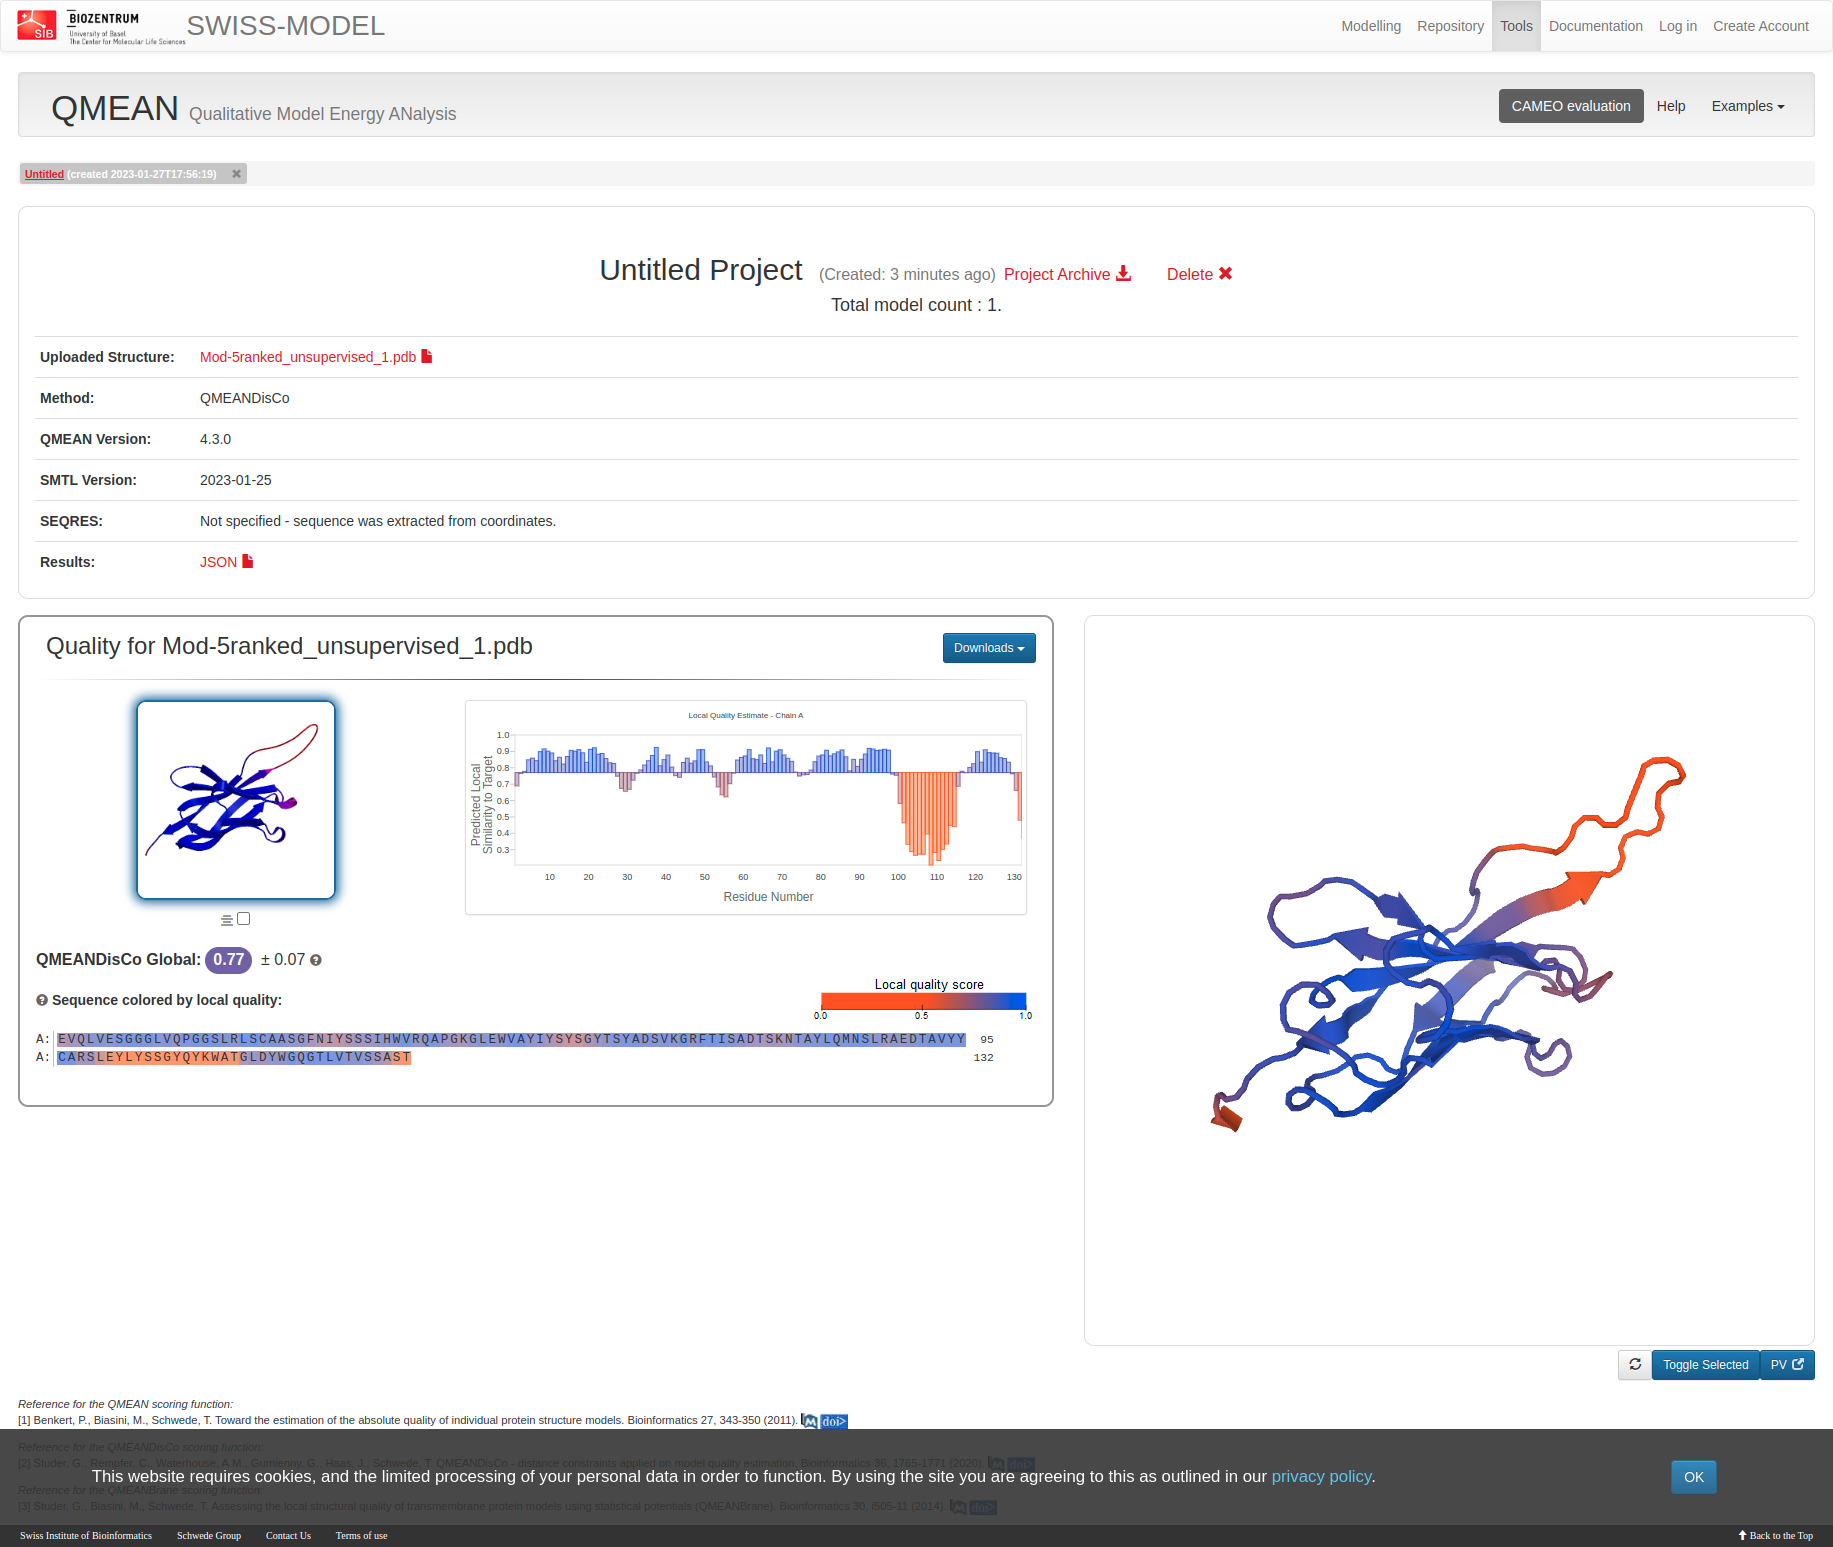 SIB
BIOZENTRUM
University of Basel
The Center for Molecular Life Sciences
SWISS-MODEL
Modelling Repository Tools Documentation Log in Create Account
QMEAN Qualitative Model Energy ANalysis
CAMEO evaluation Help Examples
Untitled (created 2023-01-27T17:56:19) ✖
Untitled Project (Created: 3 minutes ago) Project Archive Delete ✖
Total model count : 1.
Uploaded Structure: Mod-5ranked_unsupervised_1.pdb
Method: QMEANDisCo
QMEAN Version: 4.3.0
SMTL Version: 2023-01-25
SEQRES: Not specified - sequence was extracted from coordinates.
Results: JSON
Quality for Mod-5ranked_unsupervised_1.pdb
Downloads
Local Quality Estimate - Chain A
Predicted Local
Similarity to Target
1.0
0.9
0.8
0.7
0.6
0.5
0.4
0.3
10 20 30 40 50 60 70 80 90 100 110 120 130
Residue Number
QMEANDisCo Global: 0.77 ± 0.07
Sequence colored by local quality:
Local quality score
0.0 0.5 1.0
A: EVQLVESGGGLVQPGGSLRLSCAASGFNIYSSSIHWVRQAPGKGLEWVAYIYSYSGYTSYADSVKGRFTISADTSKNTAYLQMNSLRAEDTAVYY 95
A: CARSLEYLYSSGYQYKWATGLDYWGQGTLVTVSSAST 132
Toggle Selected PV
Reference for the QMEAN scoring function:
[1] Benkert, P., Biasini, M., Schwede, T. Toward the estimation of the absolute quality of individual protein structure models. Bioinformatics 27, 343-350 (2011). M doi>
Reference for the QMEANDisCo scoring function:
[2] Studer, G., Rempfer, C., Waterhouse, A.M., Gumienny, G., Haas, J., Schwede, T. QMEANDisCo - distance constraints applied on model quality estimation. Bioinformatics 36, 1765-1771 (2020). M doi>
This website requires cookies, and the limited processing of your personal data in order to function. By using the site you are agreeing to this as outlined in our privacy policy.
OK
Reference for the QMEANBrane scoring function:
[3] Studer, G., Biasini, M., Schwede, T. Assessing the local structural quality of transmembrane protein models using statistical potentials (QMEANBrane). Bioinformatics 30, i505-11 (2014). M doi>
Swiss Institute of Bioinformatics Schwede Group Contact Us Terms of use Back to the Top